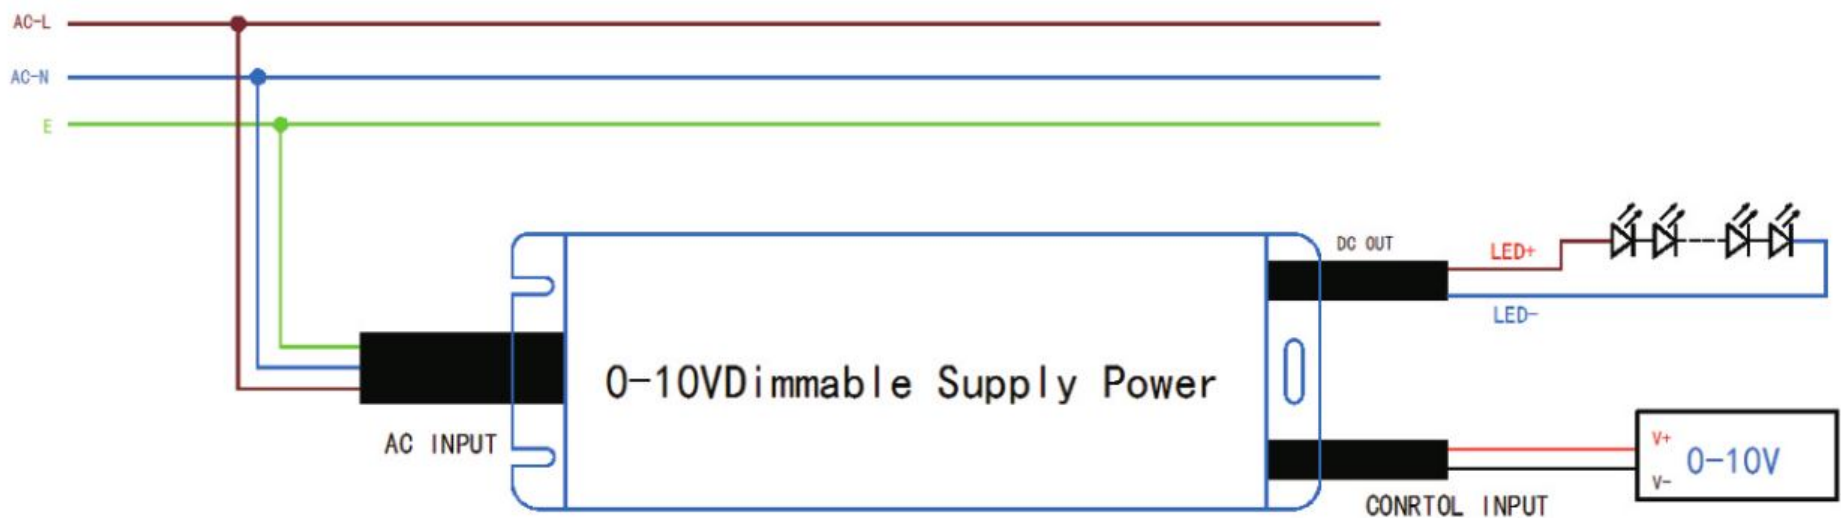 AC-L
AC-N
E
DC OUT
LED+
LED-
0-10VDimmable Supply Power
AC INPUT
V+
0-10V
V-
CONRTOL INPUT